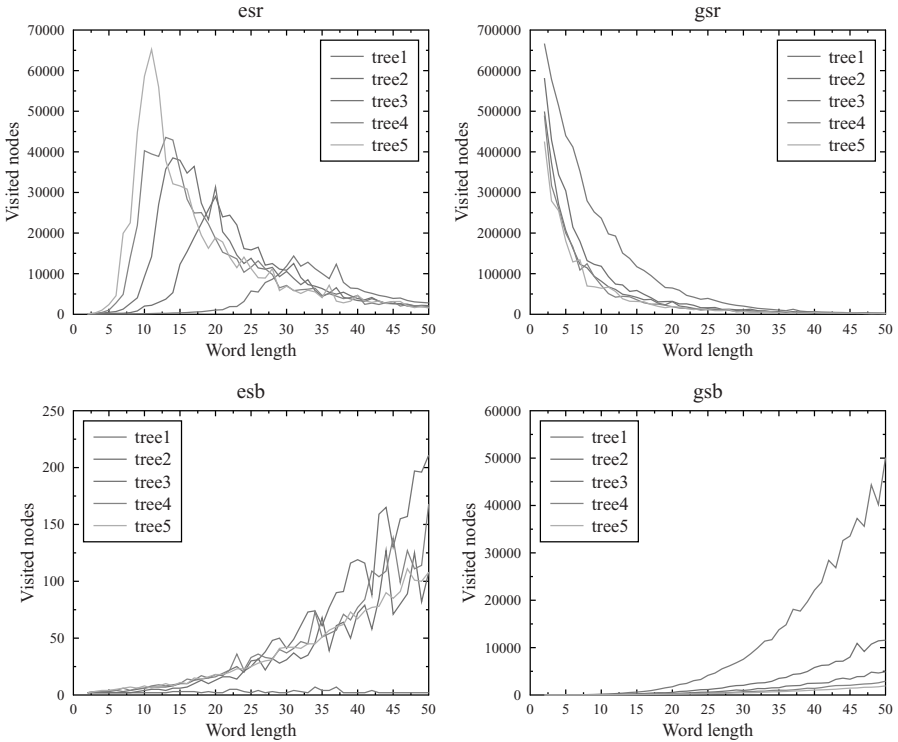 esr
70000
60000
50000
40000
30000
20000
10000
0
Visited nodes
tree1
tree2
tree3
tree4
tree5
0 5 10 15 20 25 30 35 40 45 50
Word length
gsr
700000
600000
500000
400000
300000
200000
100000
0
Visited nodes
tree1
tree2
tree3
tree4
tree5
0 5 10 15 20 25 30 35 40 45 50
Word length
esb
250
200
150
100
50
0
Visited nodes
tree1
tree2
tree3
tree4
tree5
0 5 10 15 20 25 30 35 40 45 50
Word length
gsb
60000
50000
40000
30000
20000
10000
0
Visited nodes
tree1
tree2
tree3
tree4
tree5
0 5 10 15 20 25 30 35 40 45 50
Word length